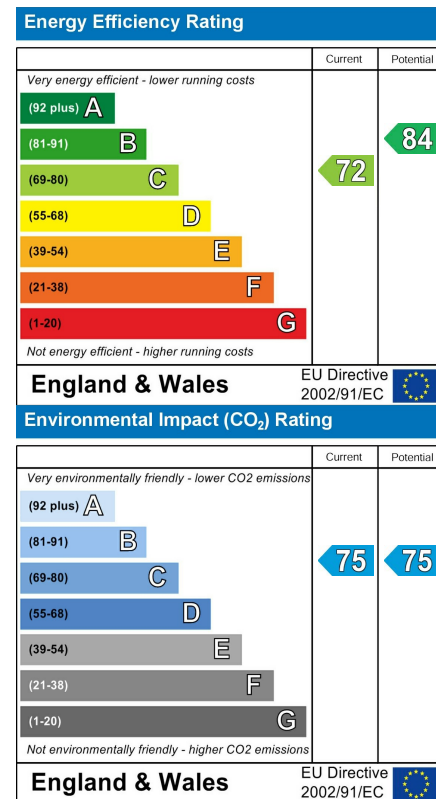 Energy Efficiency Rating
Current Potential
Very energy efficient - lower running costs
(92 plus) A
(81-91) B
84
(69-80) C
72
(55-68) D
(39-54) E
(21-38) F
(1-20) G
Not energy efficient - higher running costs
England & Wales
EU Directive
2002/91/EC
Environmental Impact (CO₂) Rating
Current Potential
Very environmentally friendly - lower CO2 emissions
(92 plus) A
(81-91) B
(69-80) C
75 75
(55-68) D
(39-54) E
(21-38) F
(1-20) G
Not environmentally friendly - higher CO2 emissions
England & Wales
EU Directive
2002/91/EC